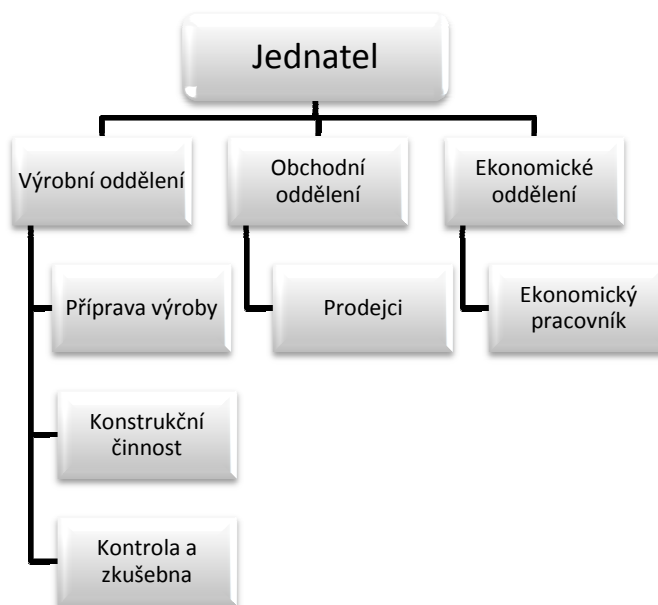 Jednatel
Výrobní oddělení
Obchodní
oddělení
Ekonomické
oddělení
Příprava výroby
Prodejci
Ekonomický
pracovník
Konstrukční
činnost
Kontrola a
zkušebna